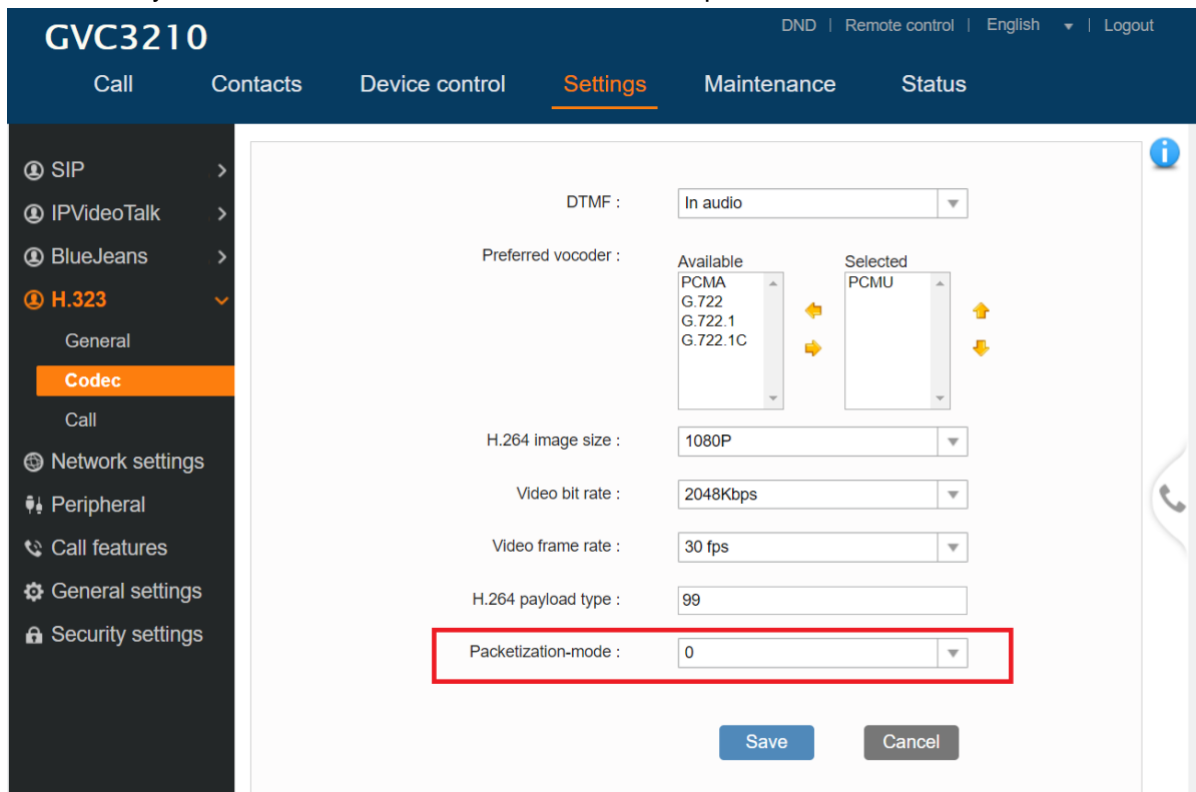 GVC3210
DND | Remote control | English | Logout
Call Contacts Device control Settings Maintenance Status
SIP
IPVideoTalk
BlueJeans
H.323
General
Codec
Call
Network settings
Peripheral
Call features
General settings
Security settings
DTMF : In audio
Preferred vocoder :
Available
PCMA
G.722
G.722.1
G.722.1C
Selected
PCMU
H.264 image size : 1080P
Video bit rate : 2048Kbps
Video frame rate : 30 fps
H.264 payload type : 99
Packetization-mode : 0
Save Cancel